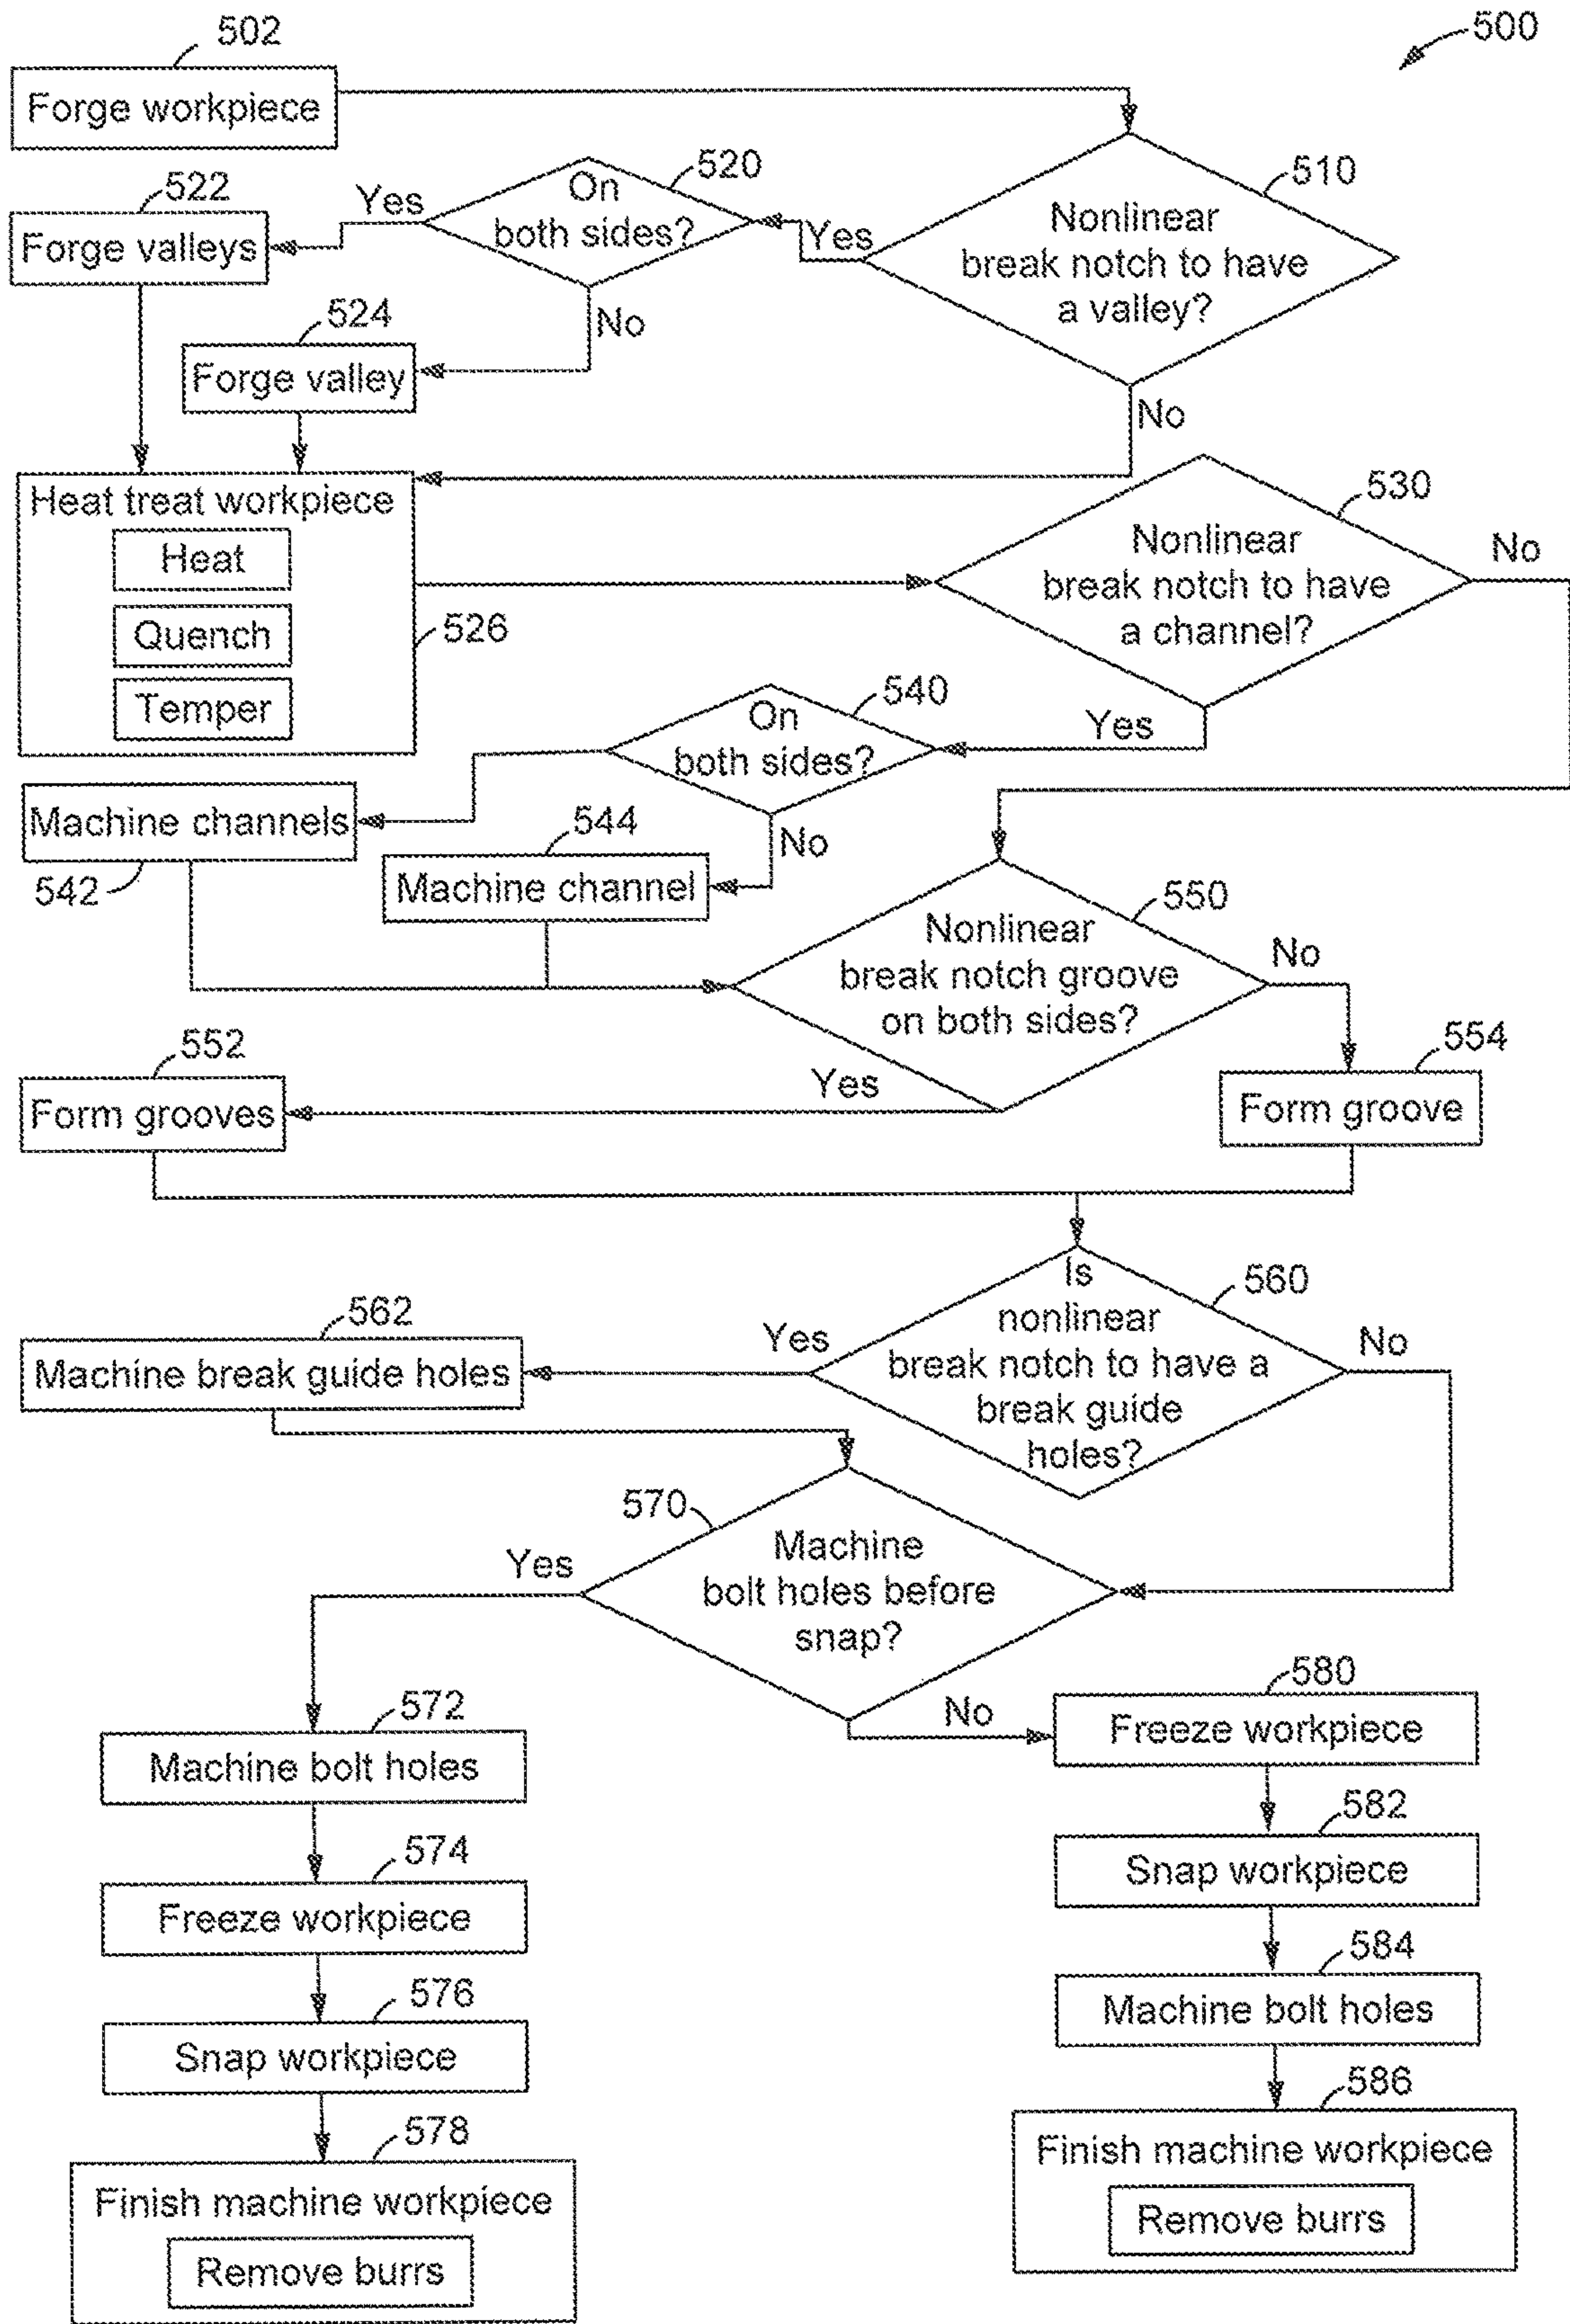 500
502
Forge workpiece
510
Nonlinear
break notch to have
a valley?
Yes
No
520
On
both sides?
Yes
No
522
Forge valleys
524
Forge valley
Heat treat workpiece
Heat
Quench
Temper
526
530
Nonlinear
break notch to have
a channel?
No
Yes
540
On
both sides?
No
Machine channels
542
544
Machine channel
550
Nonlinear
break notch groove
on both sides?
No
Yes
552
Form grooves
554
Form groove
560
Is
nonlinear
break notch to have a
break guide
holes?
Yes
No
562
Machine break guide holes
570
Machine
bolt holes before
snap?
Yes
No
572
Machine bolt holes
574
Freeze workpiece
576
Snap workpiece
578
Finish machine workpiece
Remove burrs
580
Freeze workpiece
582
Snap workpiece
584
Machine bolt holes
586
Finish machine workpiece
Remove burrs